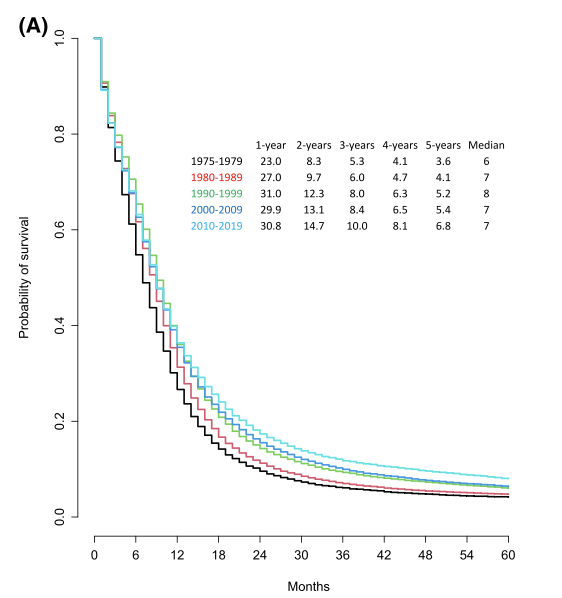 (A)
1-year 2-years 3-years 4-years 5-years Median
1975-1979 23.0 8.3 5.3 4.1 3.6 6
1980-1989 27.0 9.7 6.0 4.7 4.1 7
1990-1999 31.0 12.3 8.0 6.3 5.2 8
2000-2009 29.9 13.1 8.4 6.5 5.4 7
2010-2019 30.8 14.7 10.0 8.1 6.8 7
Probability of survival
1.0
0.8
0.6
0.4
0.2
0.0
0 6 12 18 24 30 36 42 48 54 60
Months